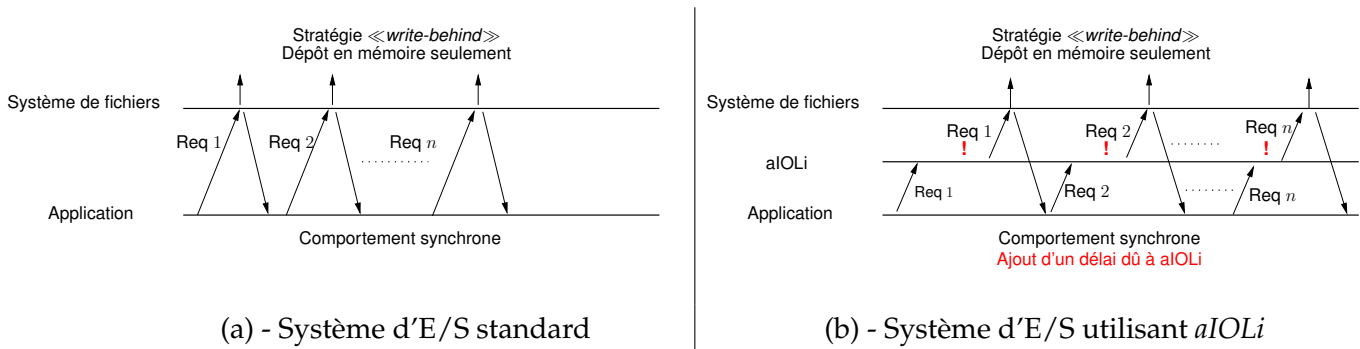 Stratégie ≪write-behind≫
Dépôt en mémoire seulement
Système de fichiers
Req 1
Req 2
Req n
Application
Comportement synchrone
(a) - Système d'E/S standard
Stratégie ≪write-behind≫
Dépôt en mémoire seulement
Système de fichiers
Req 1
Req 2
Req n
!
!
!
aIOLi
Req 1
Req 2
Req n
Application
Comportement synchrone
Ajout d'un délai dû à aIOLi
(b) - Système d'E/S utilisant aIOLi